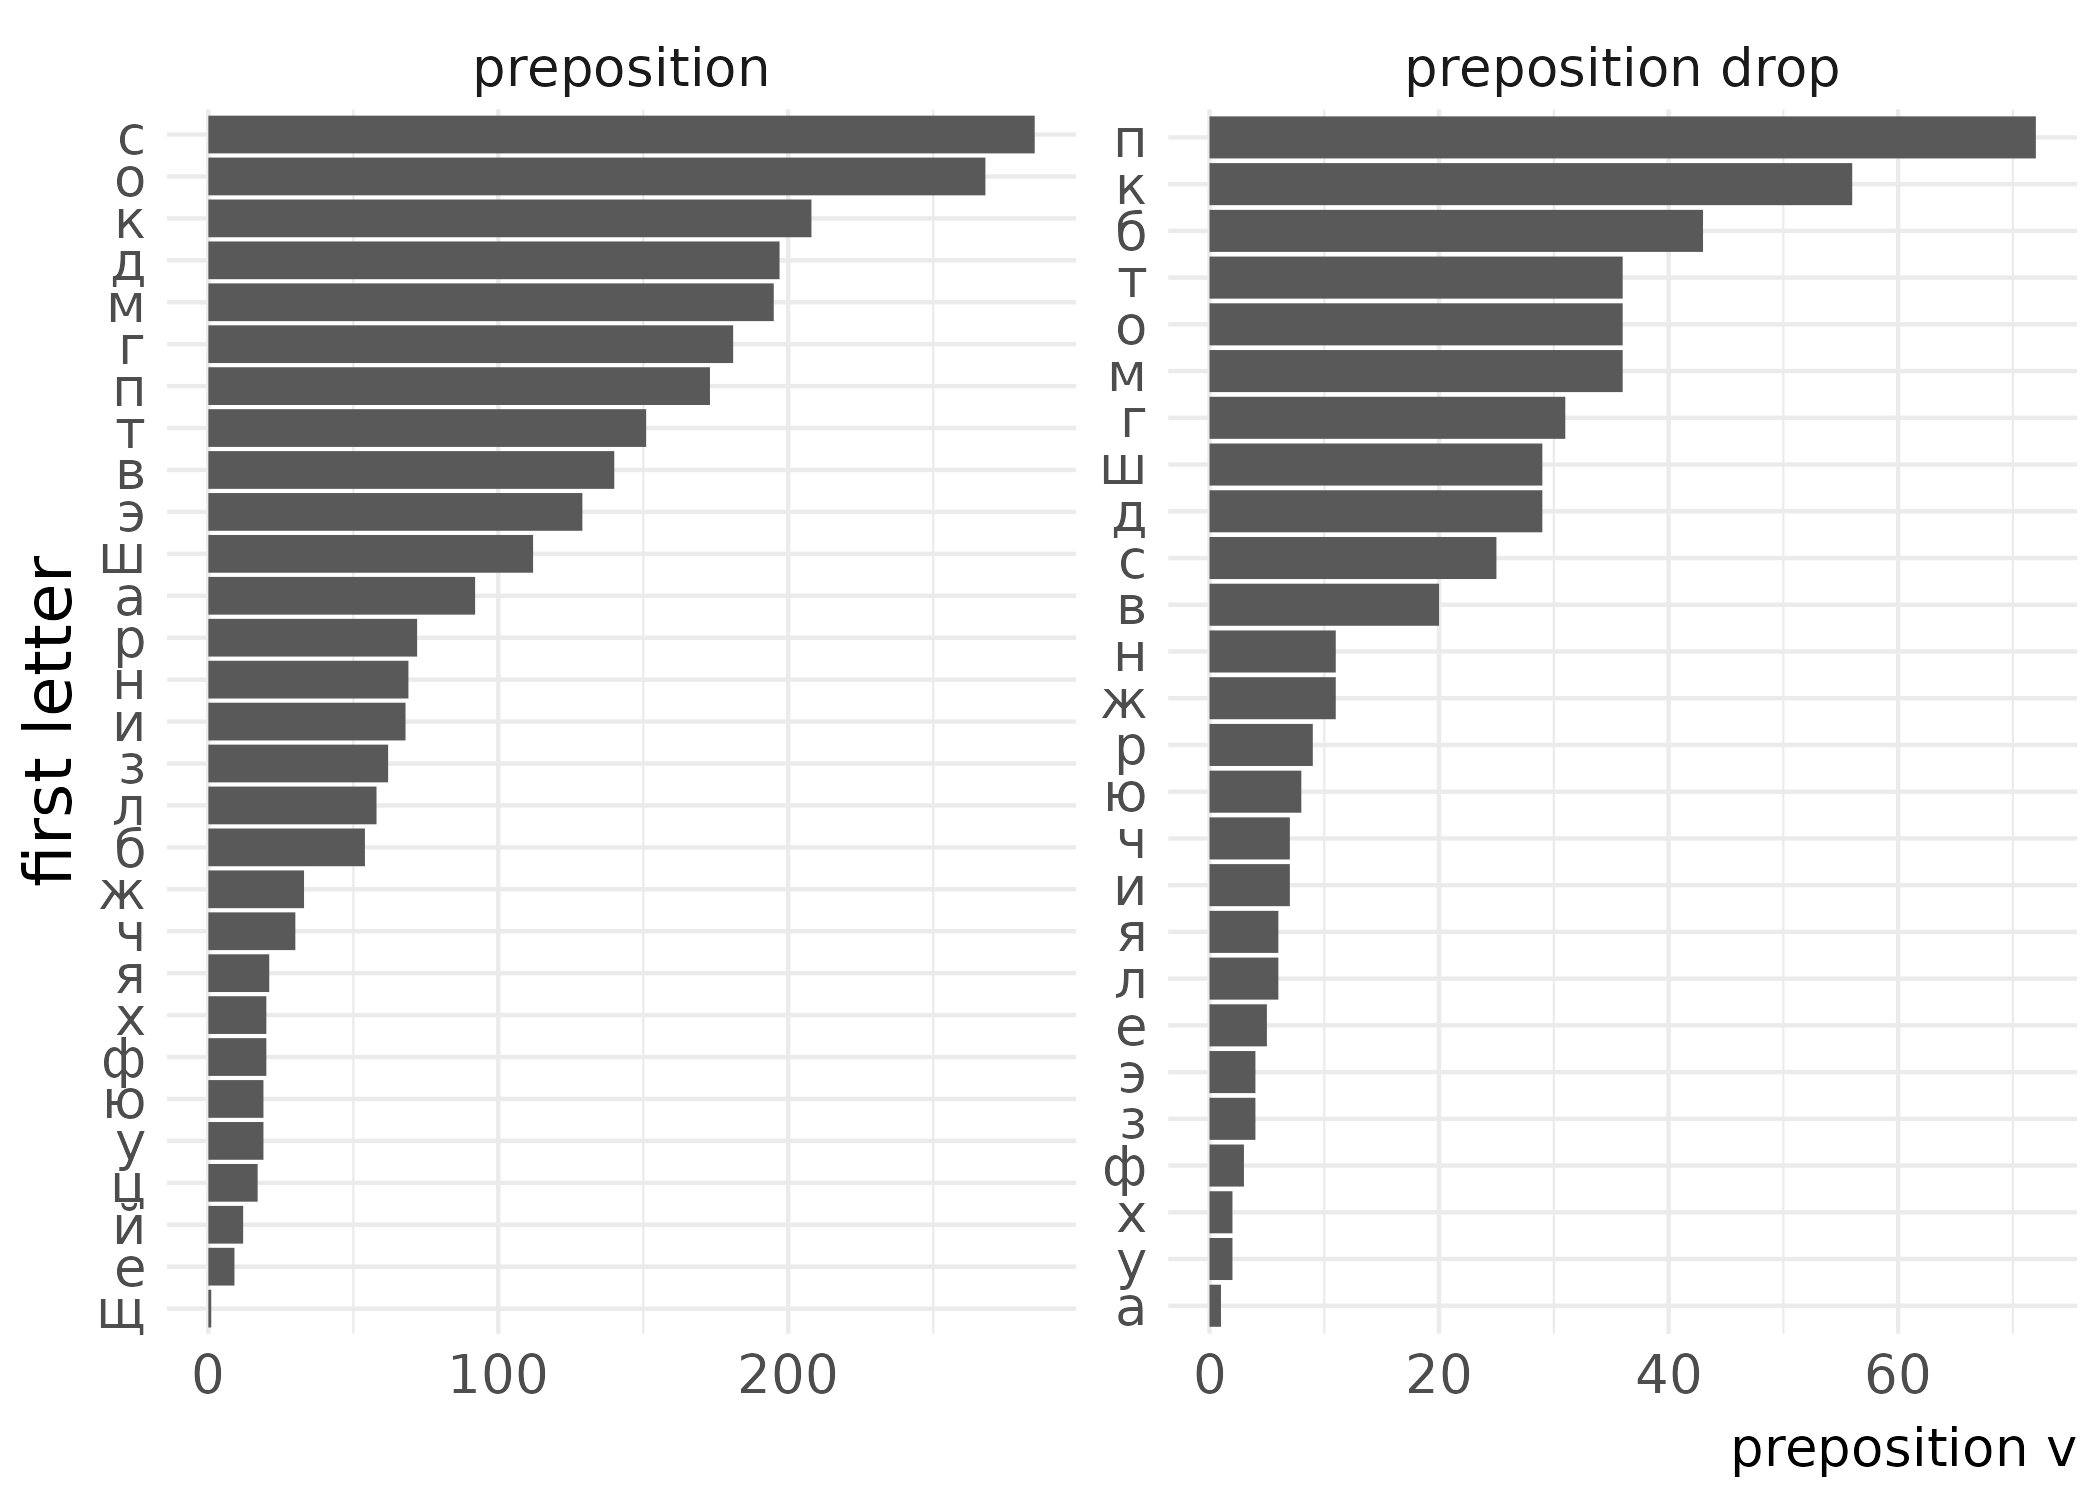 preposition
preposition drop
first letter
с
о
к
д
м
г
п
т
в
э
ш
а
р
н
и
з
л
б
ж
ч
я
х
ф
ю
у
ц
й
е
щ
0 100 200
п
к
б
т
о
м
г
ш
д
с
в
н
ж
р
ю
ч
и
я
л
е
э
з
ф
х
у
а
0 20 40 60
preposition v